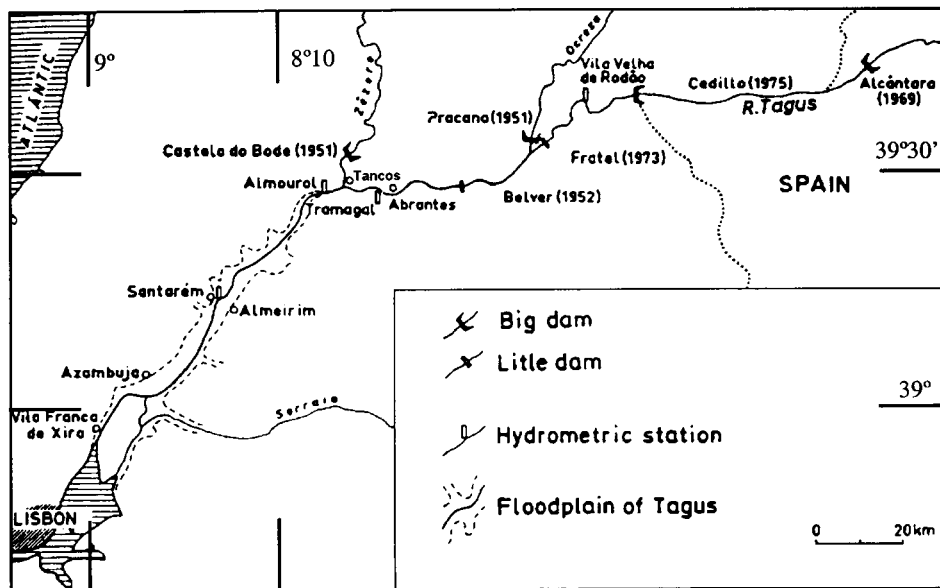 9°
8°10
ATLÂNTIC
Zêzere
Ocreza
Vila Velha
de Rodão
Cedillo (1975)
R.Tagus
Alcântara
(1969)
Pracano (1951)
Castelo do Bode (1951)
Fratel (1973)
39°30'
Almourol
Tancos
Tramagal
Abrantes
Belver (1952)
SPAIN
Santarém
Almeirim
Azambuja
Vila Franca
de Xira
Sorraia
LISBON
Big dam
Litle dam
39°
Hydrometric station
Floodplain of Tagus
0 20km